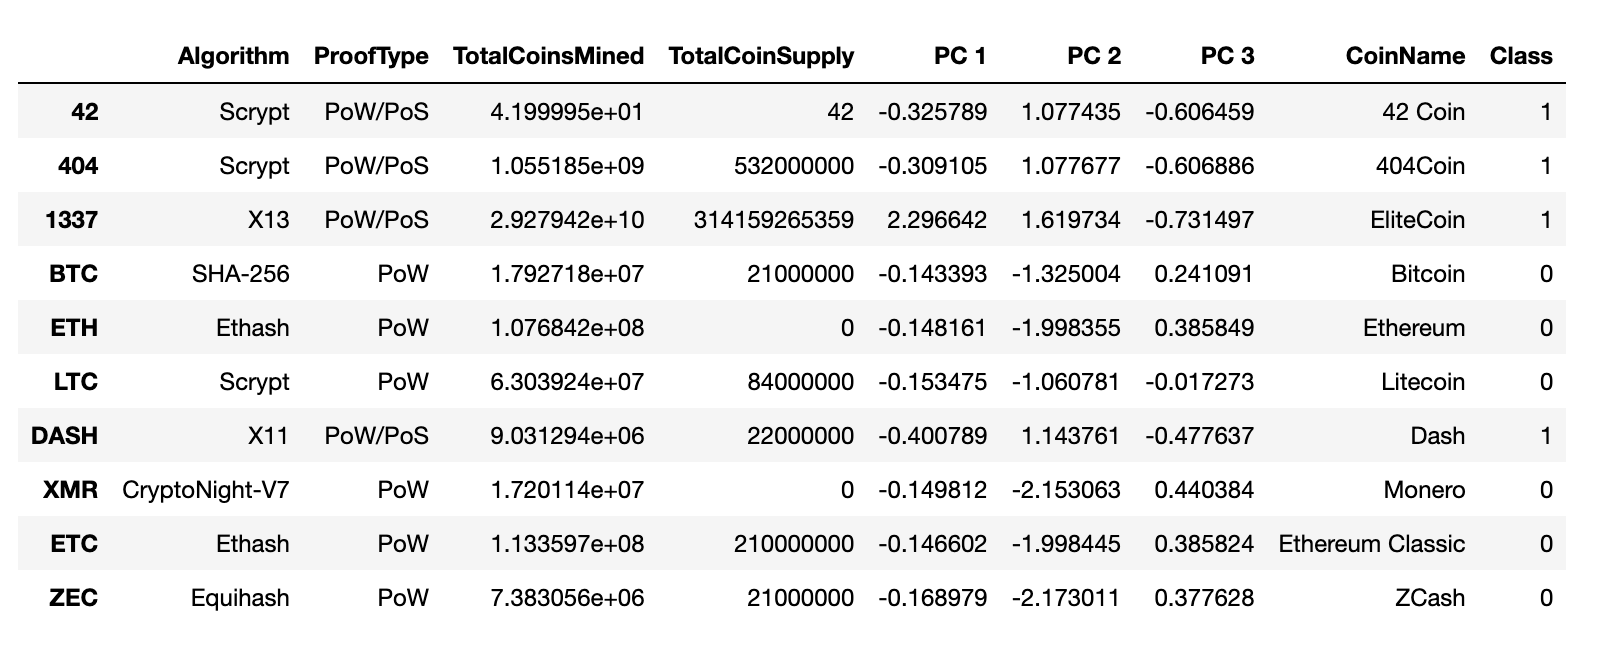 Algorithm ProofType TotalCoinsMined TotalCoinSupply PC 1 PC 2 PC 3 CoinName Class
42 Scrypt PoW/PoS 4.199995e+01 42 -0.325789 1.077435 -0.606459 42 Coin 1
404 Scrypt PoW/PoS 1.055185e+09 532000000 -0.309105 1.077677 -0.606886 404Coin 1
1337 X13 PoW/PoS 2.927942e+10 314159265359 2.296642 1.619734 -0.731497 EliteCoin 1
BTC SHA-256 PoW 1.792718e+07 21000000 -0.143393 -1.325004 0.241091 Bitcoin 0
ETH Ethash PoW 1.076842e+08 0 -0.148161 -1.998355 0.385849 Ethereum 0
LTC Scrypt PoW 6.303924e+07 84000000 -0.153475 -1.060781 -0.017273 Litecoin 0
DASH X11 PoW/PoS 9.031294e+06 22000000 -0.400789 1.143761 -0.477637 Dash 1
XMR CryptoNight-V7 PoW 1.720114e+07 0 -0.149812 -2.153063 0.440384 Monero 0
ETC Ethash PoW 1.133597e+08 210000000 -0.146602 -1.998445 0.385824 Ethereum Classic 0
ZEC Equihash PoW 7.383056e+06 21000000 -0.168979 -2.173011 0.377628 ZCash 0